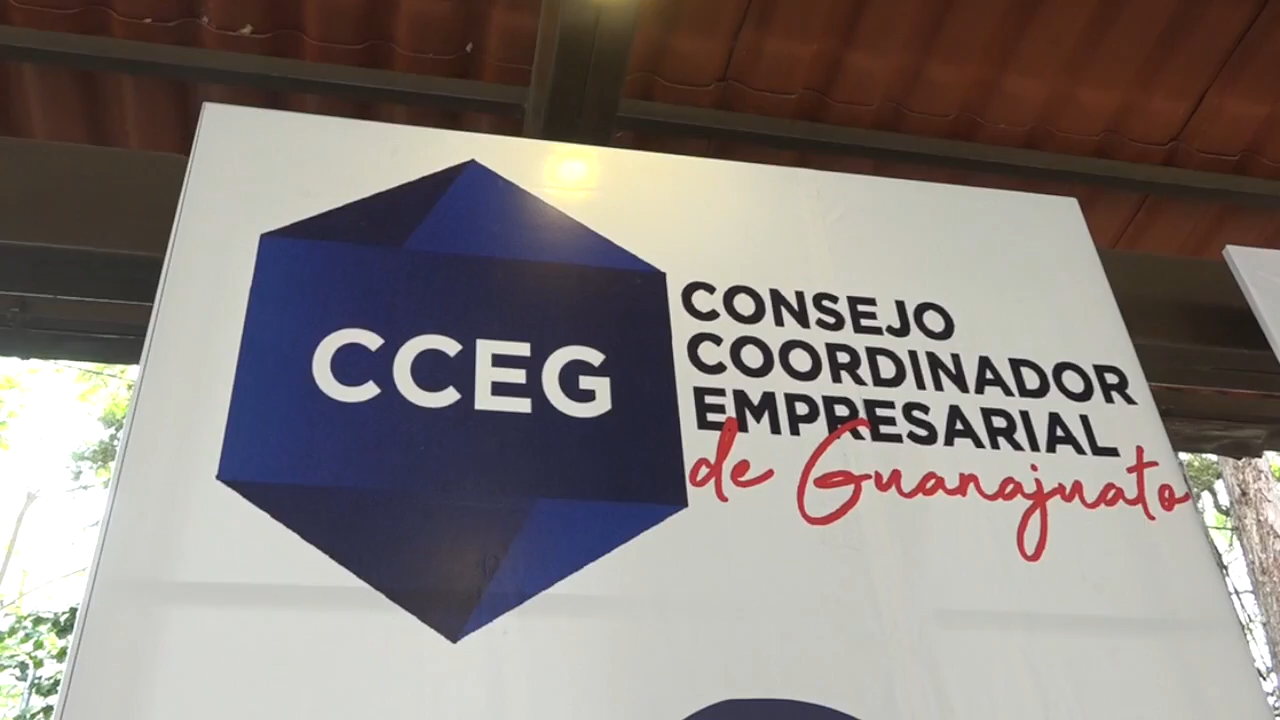 CCEG
CONSEJO
COORDINADOR
EMPRESARIAL
de Guanajuato